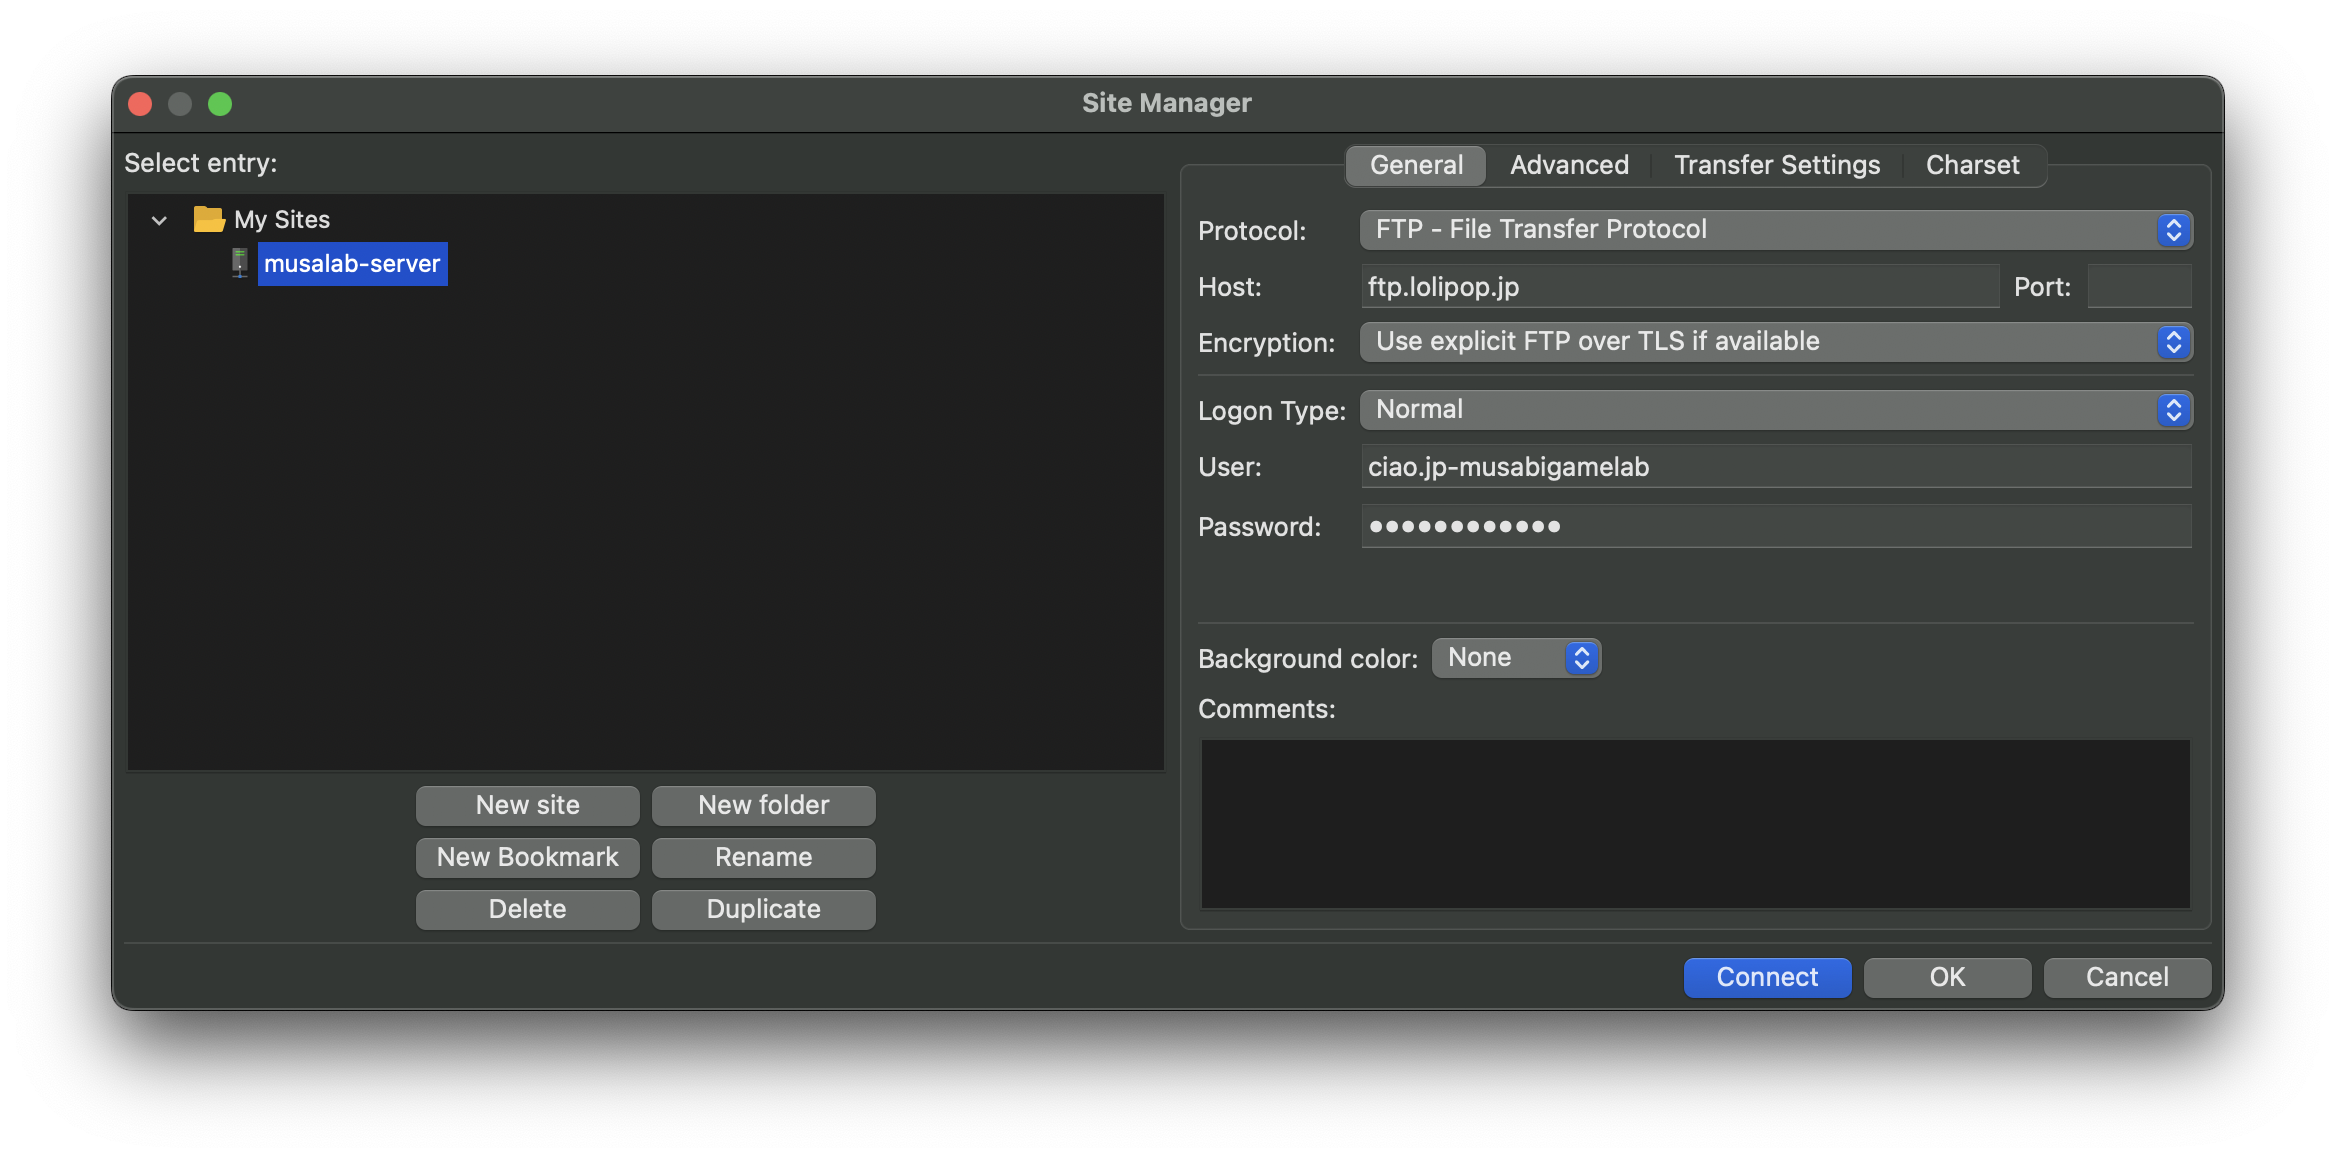 Site Manager
Select entry:
My Sites
musalab-server
New site
New folder
New Bookmark
Rename
Delete
Duplicate
General
Advanced
Transfer Settings
Charset
Protocol: FTP - File Transfer Protocol
Host: ftp.lolipop.jp Port:
Encryption: Use explicit FTP over TLS if available
Logon Type: Normal
User: ciao.jp-musabigamelab
Password: ●●●●●●●●●●●●
Background color: None
Comments:
Connect
OK
Cancel